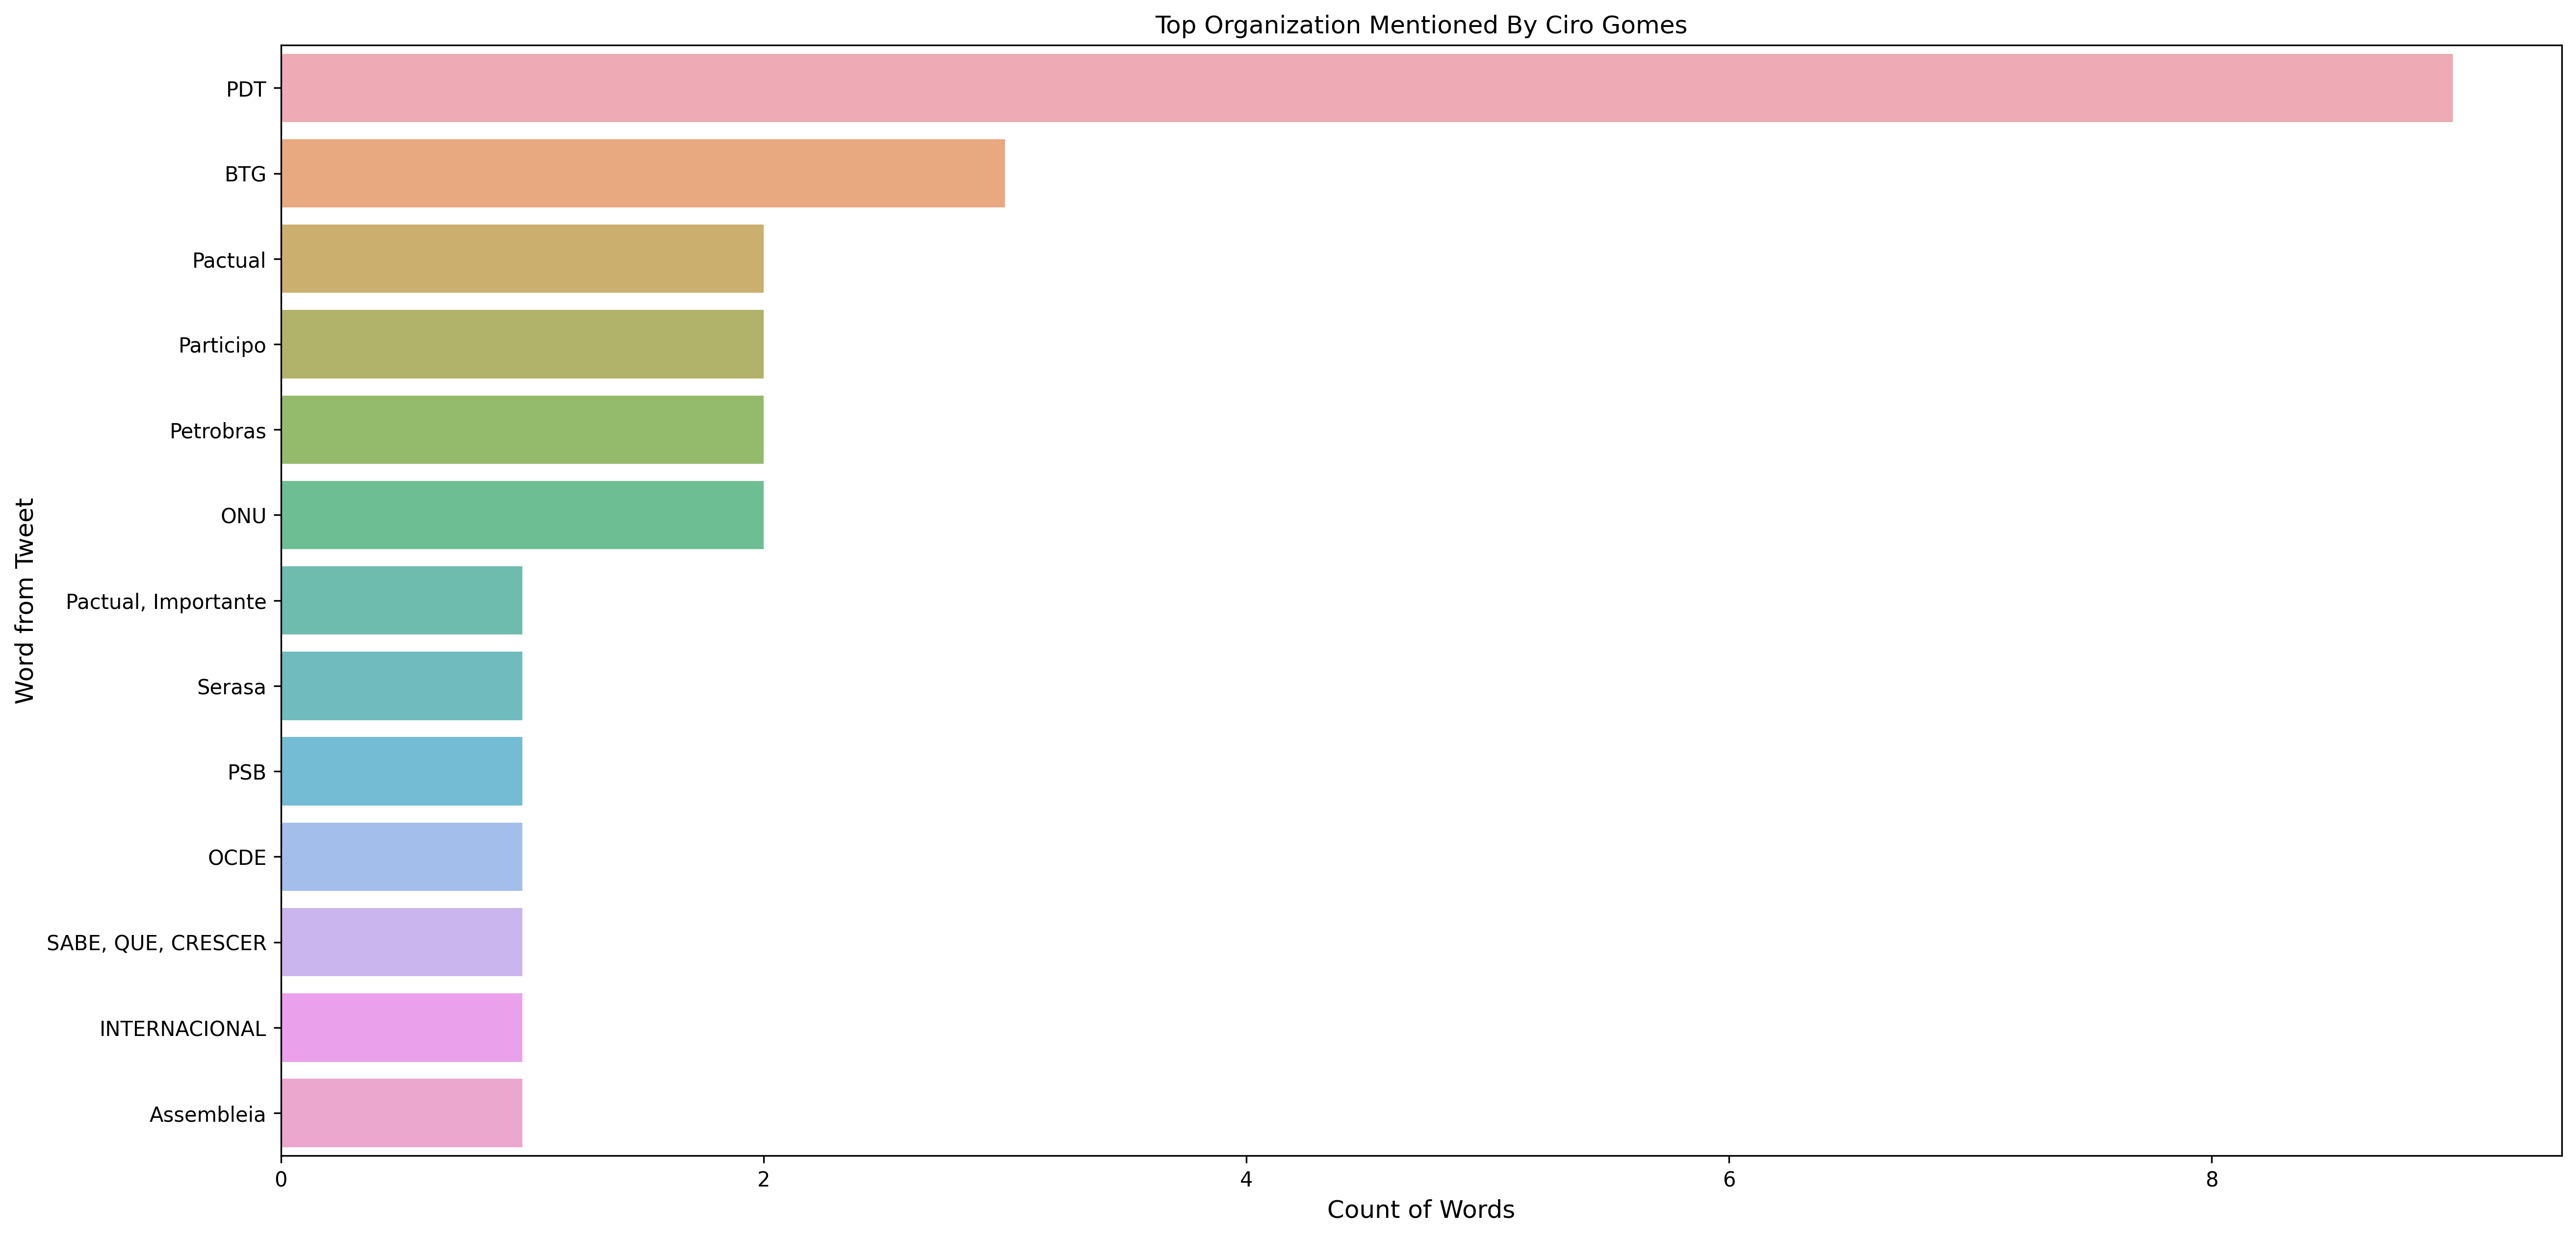 Top Organization Mentioned By Ciro Gomes
PDT
BTG
Pactual
Participo
Petrobras
ONU
Pactual, Importante
Serasa
PSB
OCDE
SABE, QUE, CRESCER
INTERNACIONAL
Assembleia
Word from Tweet
0 2 4 6 8
Count of Words